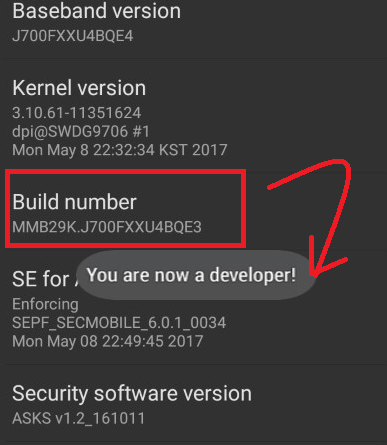 Baseband version
J700FXXU4BQE4
Kernel version
3.10.61-11351624
dpi@SWDG9706 #1
Mon May 8 22:32:34 KST 2017
Build number
MMB29K.J700FXXU4BQE3
You are now a developer!
SE for
Enforcing
SEPF_SECMOBILE_6.0.1_0034
Mon May 08 22:49:45 2017
Security software version
ASKS v1.2_161011